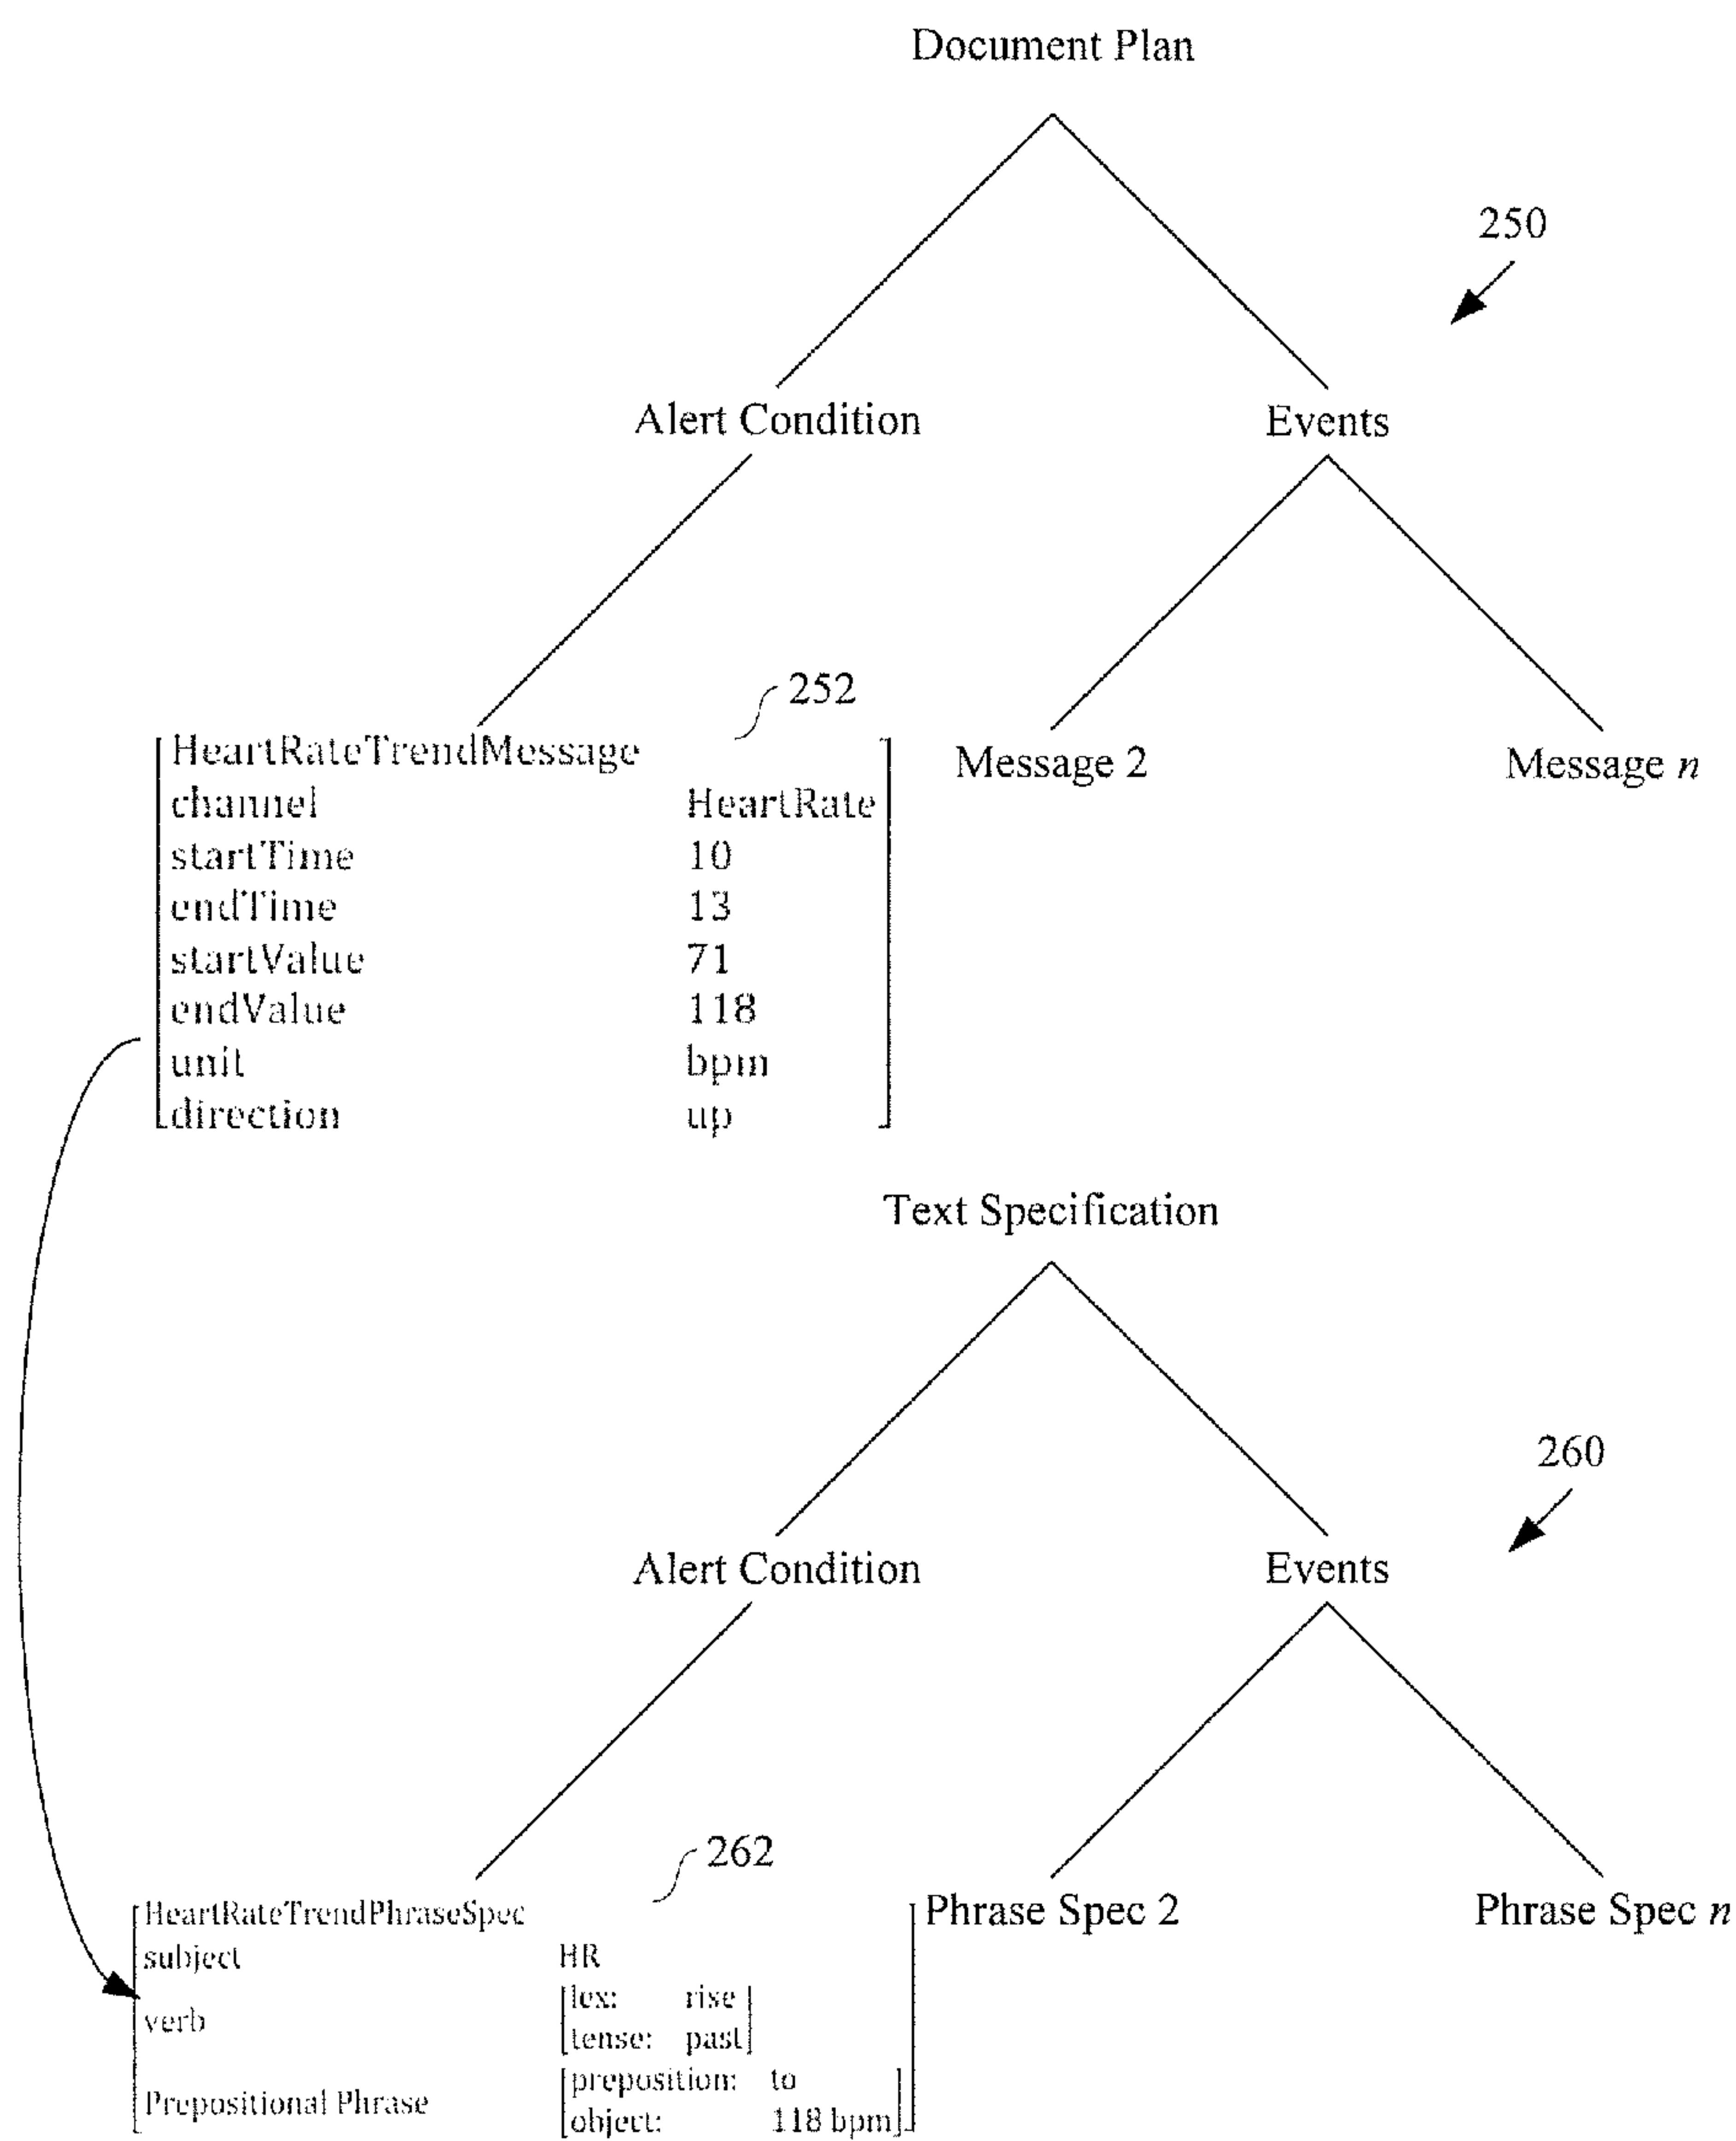 Document Plan
250
Alert Condition Events
252
HeartRateTrendMessage
channel HeartRate
startTime 10
endTime 13
startValue 71
endValue 118
unit bpm
direction up
Message 2 Message n
Text Specification
260
Alert Condition Events
262
HeartRateTrendPhraseSpec
subject HR
verb
lex: rise
tense: past
Prepositional Phrase
preposition: to
object: 118 bpm
Phrase Spec 2 Phrase Spec n